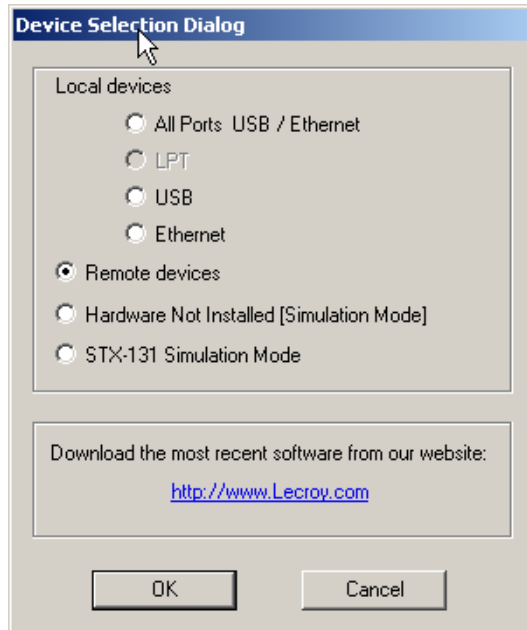 Device Selection Dialog
Local devices
All Ports USB / Ethernet
LPT
USB
Ethernet
Remote devices
Hardware Not Installed [Simulation Mode]
STX-131 Simulation Mode
Download the most recent software from our website:
http://www.Lecroy.com
OK
Cancel